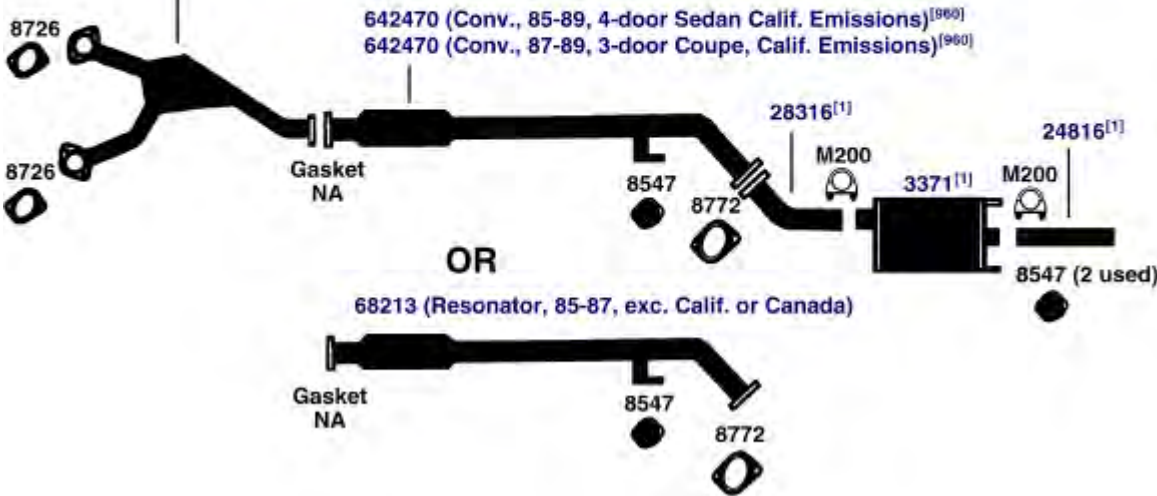 8726
642470 (Conv., 85-89, 4-door Sedan Calif. Emissions)[960]
642470 (Conv., 87-89, 3-door Coupe, Calif. Emissions)[960]
28316[1]
24816[1]
M200
M200
3371[1]
Gasket
NA
8726
8547
8772
8547 (2 used)
OR
68213 (Resonator, 85-87, exc. Calif. or Canada)
Gasket
NA
8547
8772